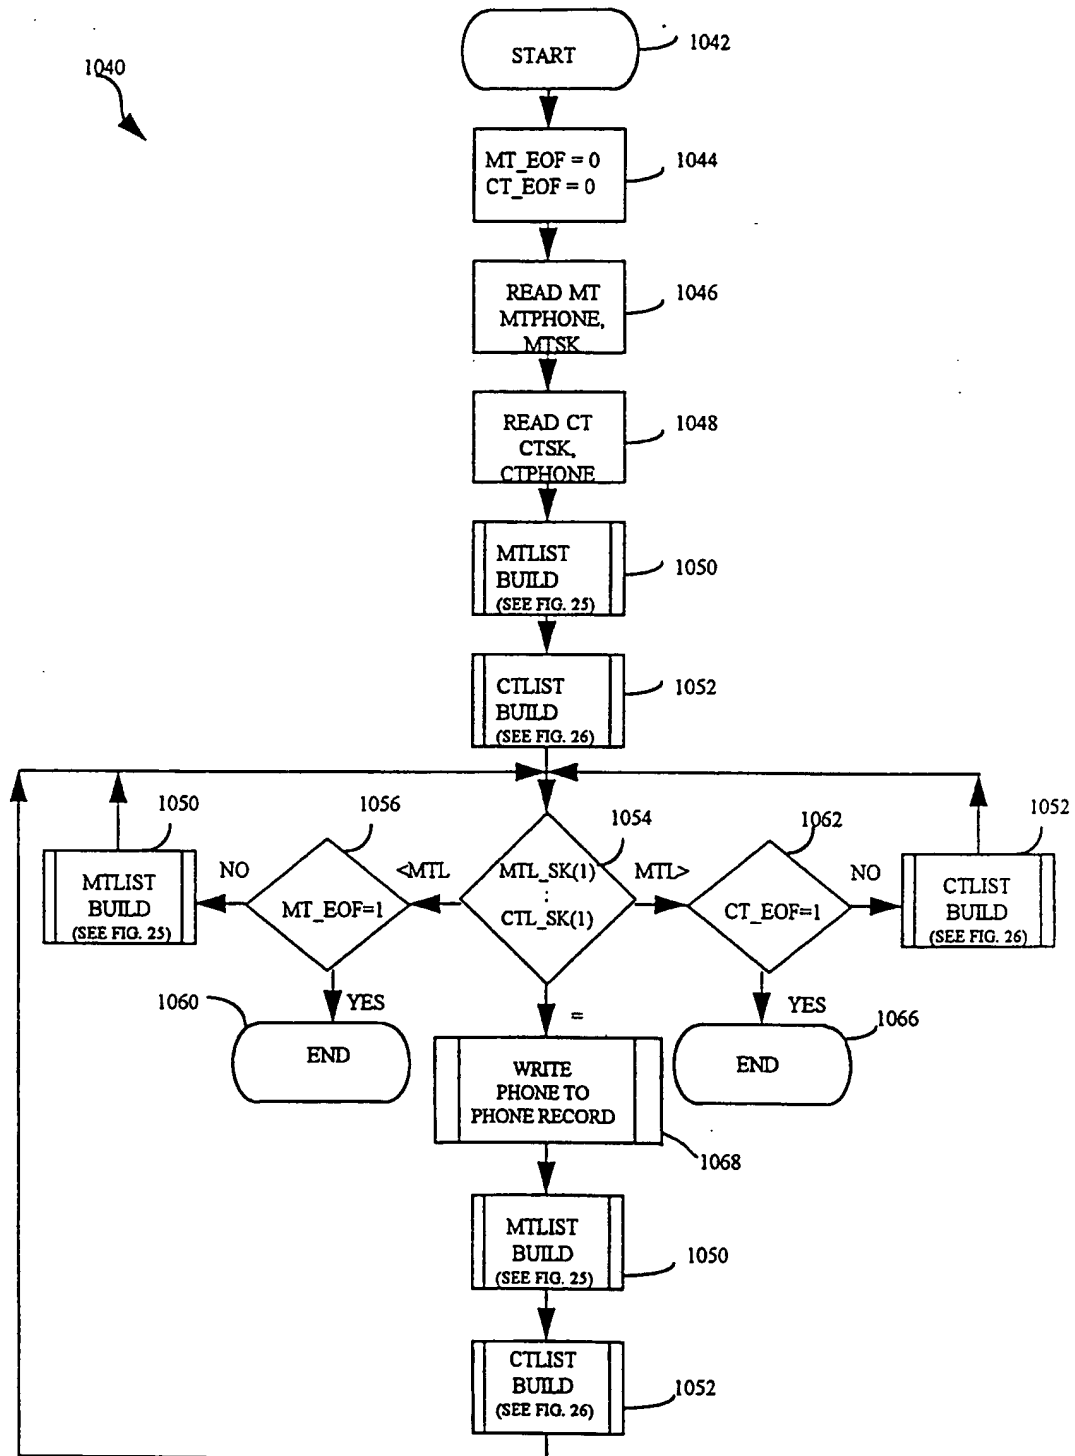 1040
START
1042
MT_EOF = 0
CT_EOF = 0
1044
READ MT
MTPHONE,
MTSK
1046
READ CT
CTSK,
CTPHONE
1048
MTLIST
BUILD
(SEE FIG. 25)
1050
CTLIST
BUILD
(SEE FIG. 26)
1052
1050
MTLIST
BUILD
(SEE FIG. 25)
NO
1056
MT_EOF=1
<MTL
1054
MTL_SK(1)
:
CTL_SK(1)
MTL>
1062
CT_EOF=1
NO
1052
CTLIST
BUILD
(SEE FIG. 26)
YES
1060
END
=
YES
1066
END
WRITE
PHONE TO
PHONE RECORD
1068
MTLIST
BUILD
(SEE FIG. 25)
1050
CTLIST
BUILD
(SEE FIG. 26)
1052